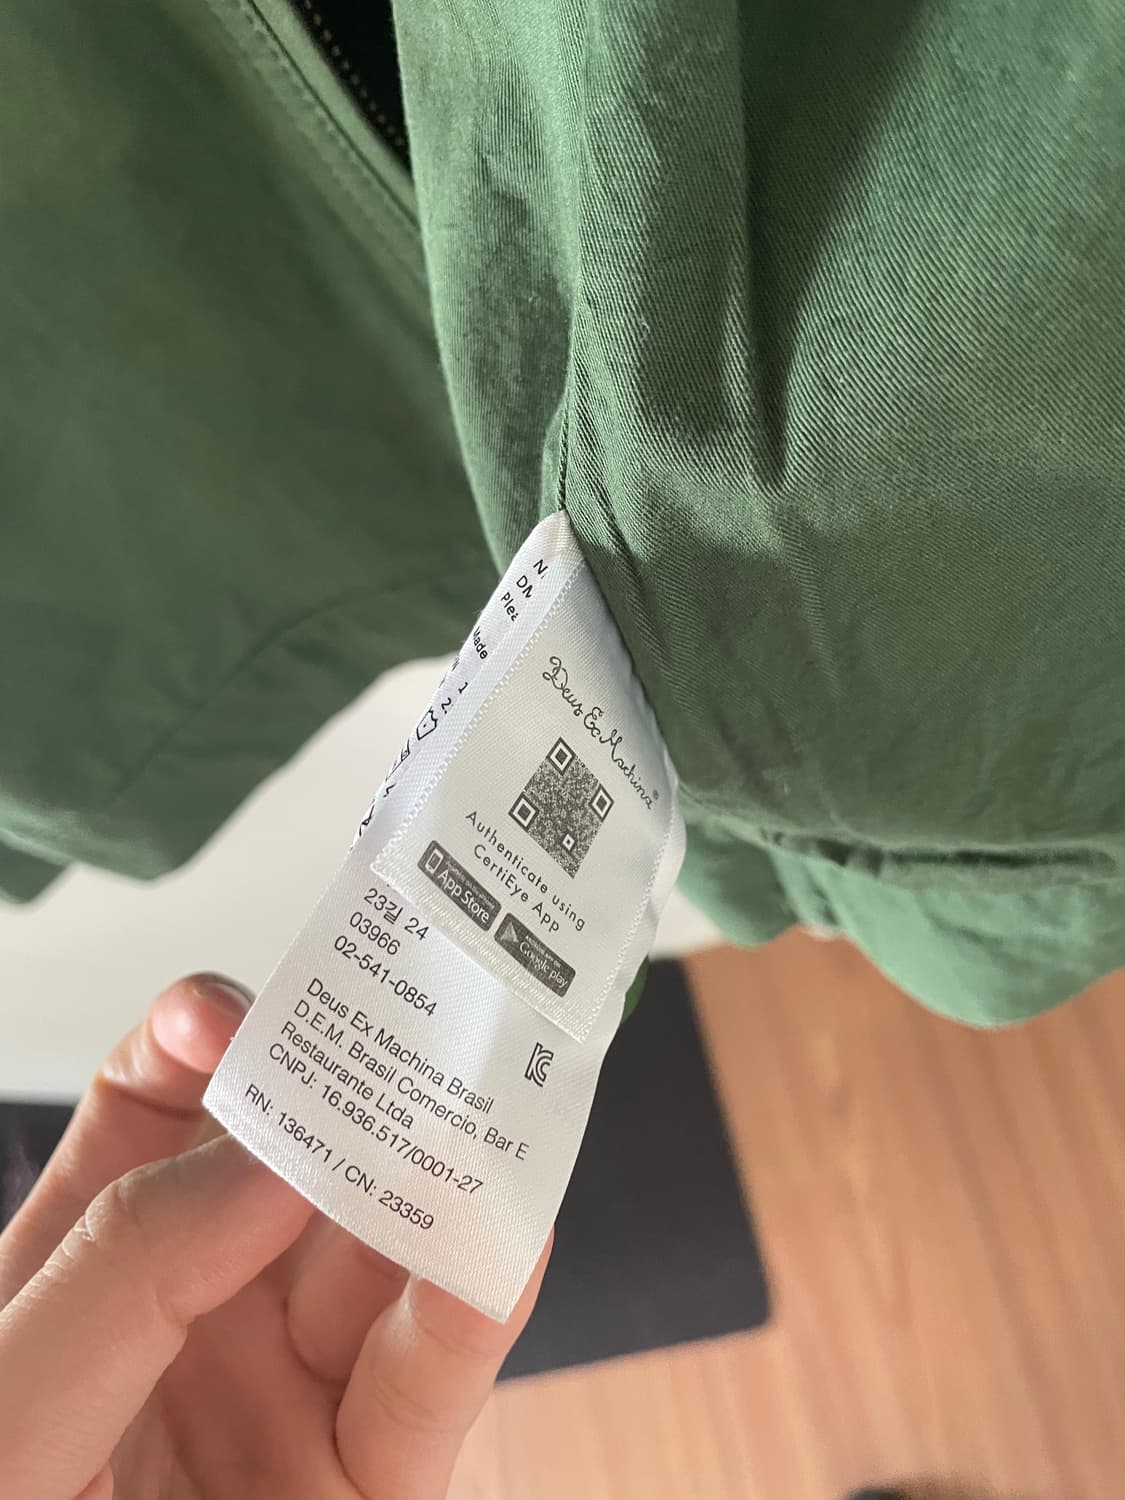 Deus Ex Machina®
Authenticate using
CertiEye App
App Store
Google play
Made
23길 24
03966
02-541-0854
Deus Ex Machina Brasil
D.E.M. Brasil Comercio, Bar E
Restaurante Ltda
CNPJ: 16.936.517/0001-27
RN: 136471 / CN: 23359